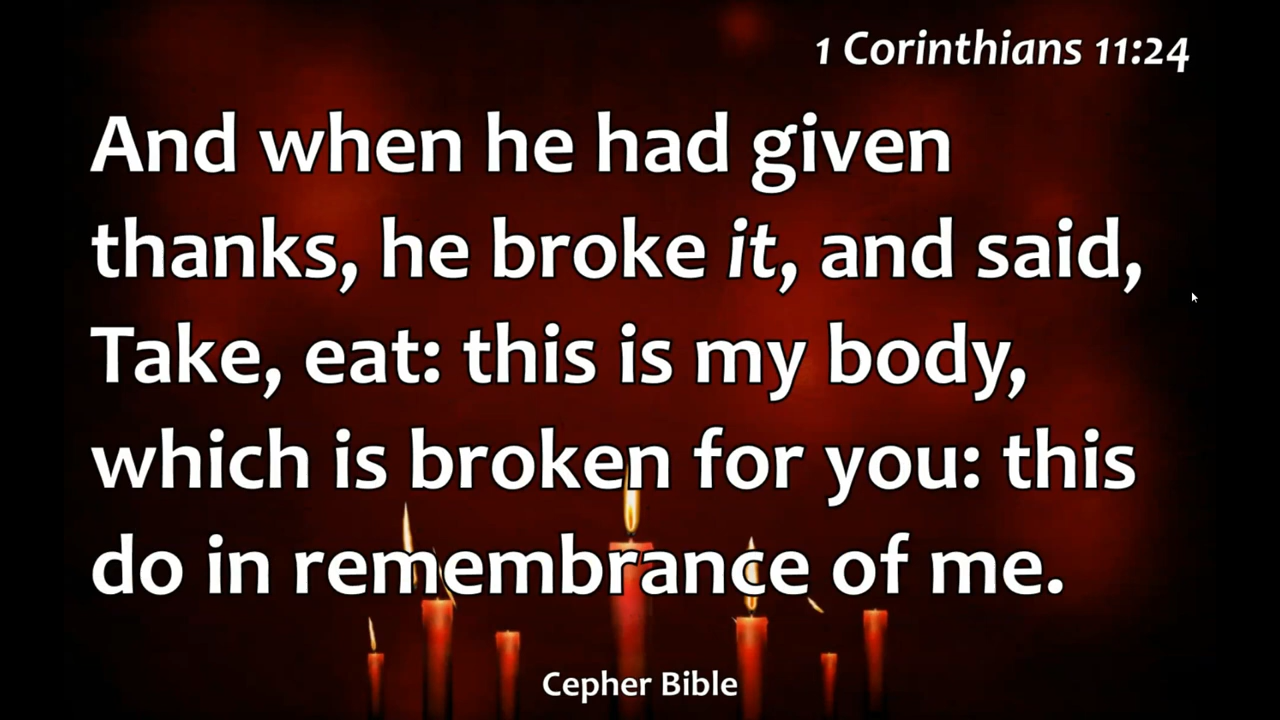 1 Corinthians 11:24
And when he had given
thanks, he broke it, and said,
Take, eat: this is my body,
which is broken for you: this
do in remembrance of me.
Cepher Bible